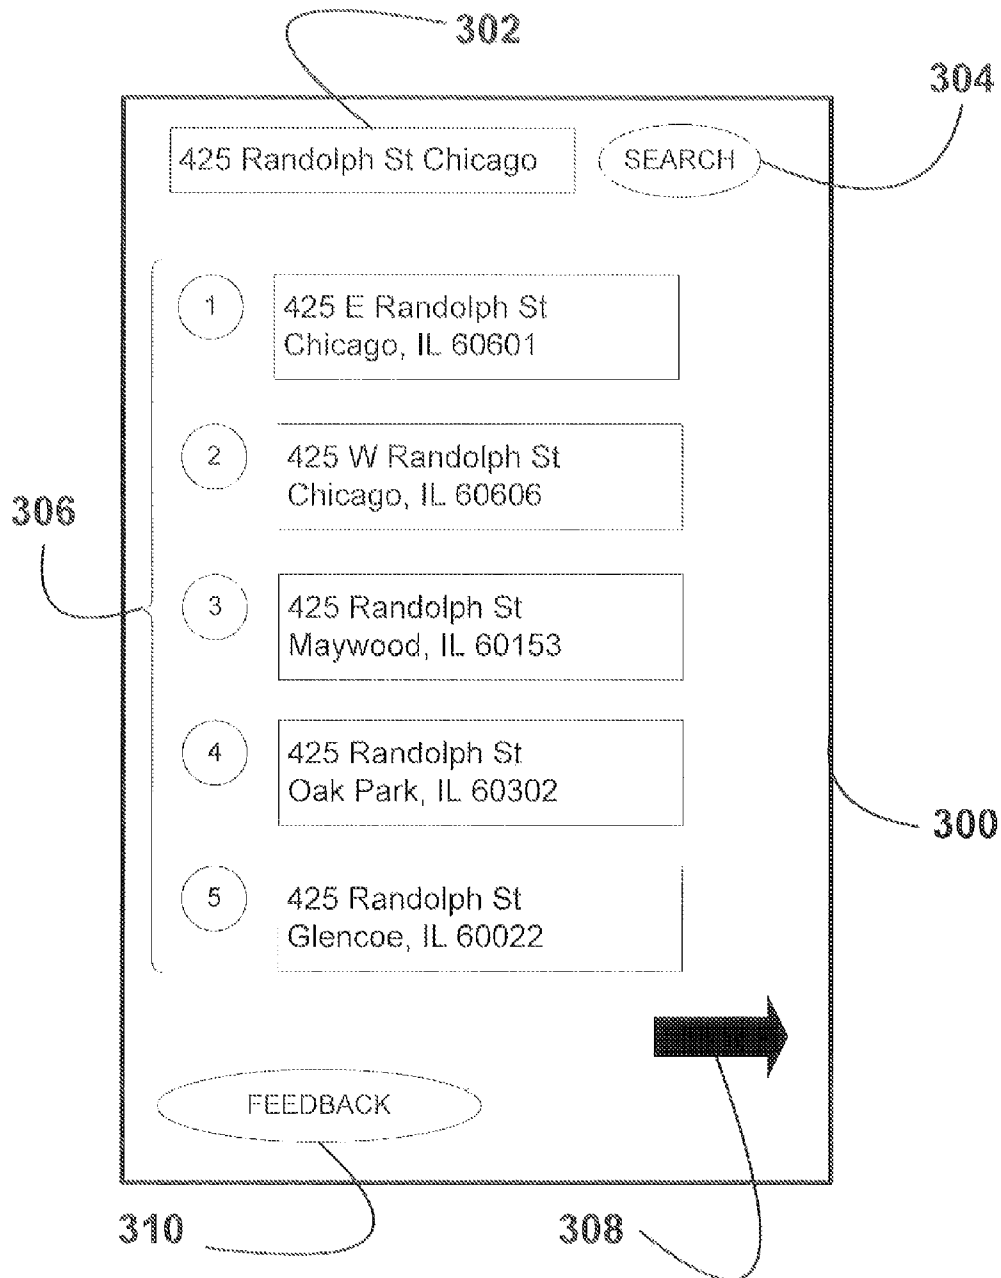 302
304
425 Randolph St Chicago
SEARCH
1
425 E Randolph St
Chicago, IL 60601
2
425 W Randolph St
Chicago, IL 60606
306
3
425 Randolph St
Maywood, IL 60153
4
425 Randolph St
Oak Park, IL 60302
300
5
425 Randolph St
Glencoe, IL 60022
FEEDBACK
310
308